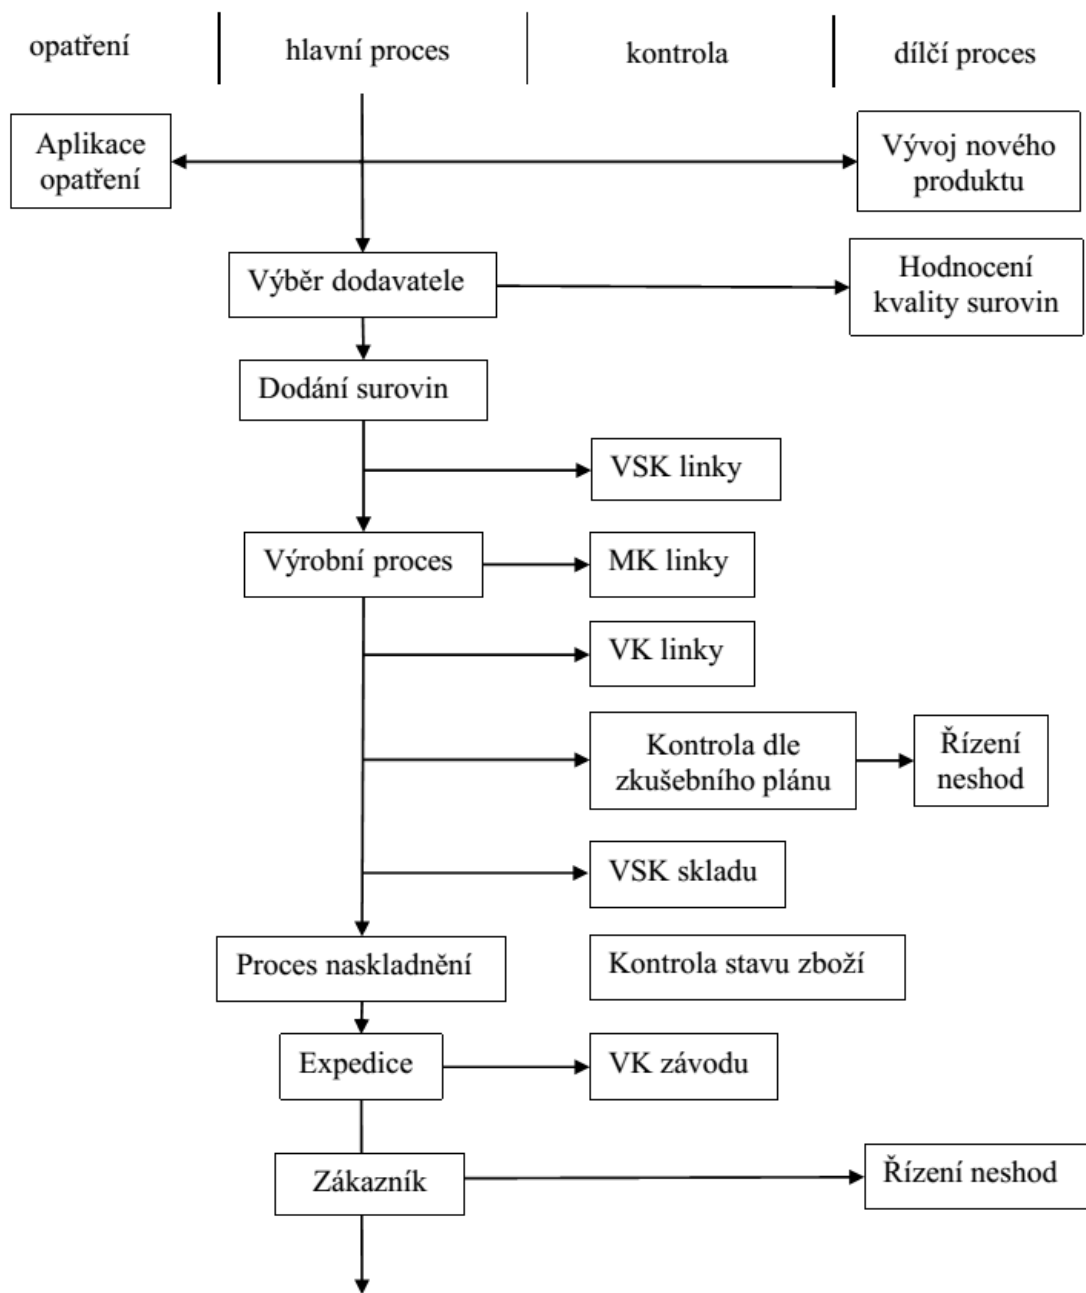 opatření
hlavní proces
kontrola
dílčí proces
Aplikace
opatření
Vývoj nového
produktu
Výběr dodavatele
Hodnocení
kvality surovin
Dodání surovin
VSK linky
Výrobní proces
MK linky
VK linky
Kontrola dle
zkušebního plánu
Řízení
neshod
VSK skladu
Proces naskladnění
Kontrola stavu zboží
Expedice
VK závodu
Zákazník
Řízení neshod